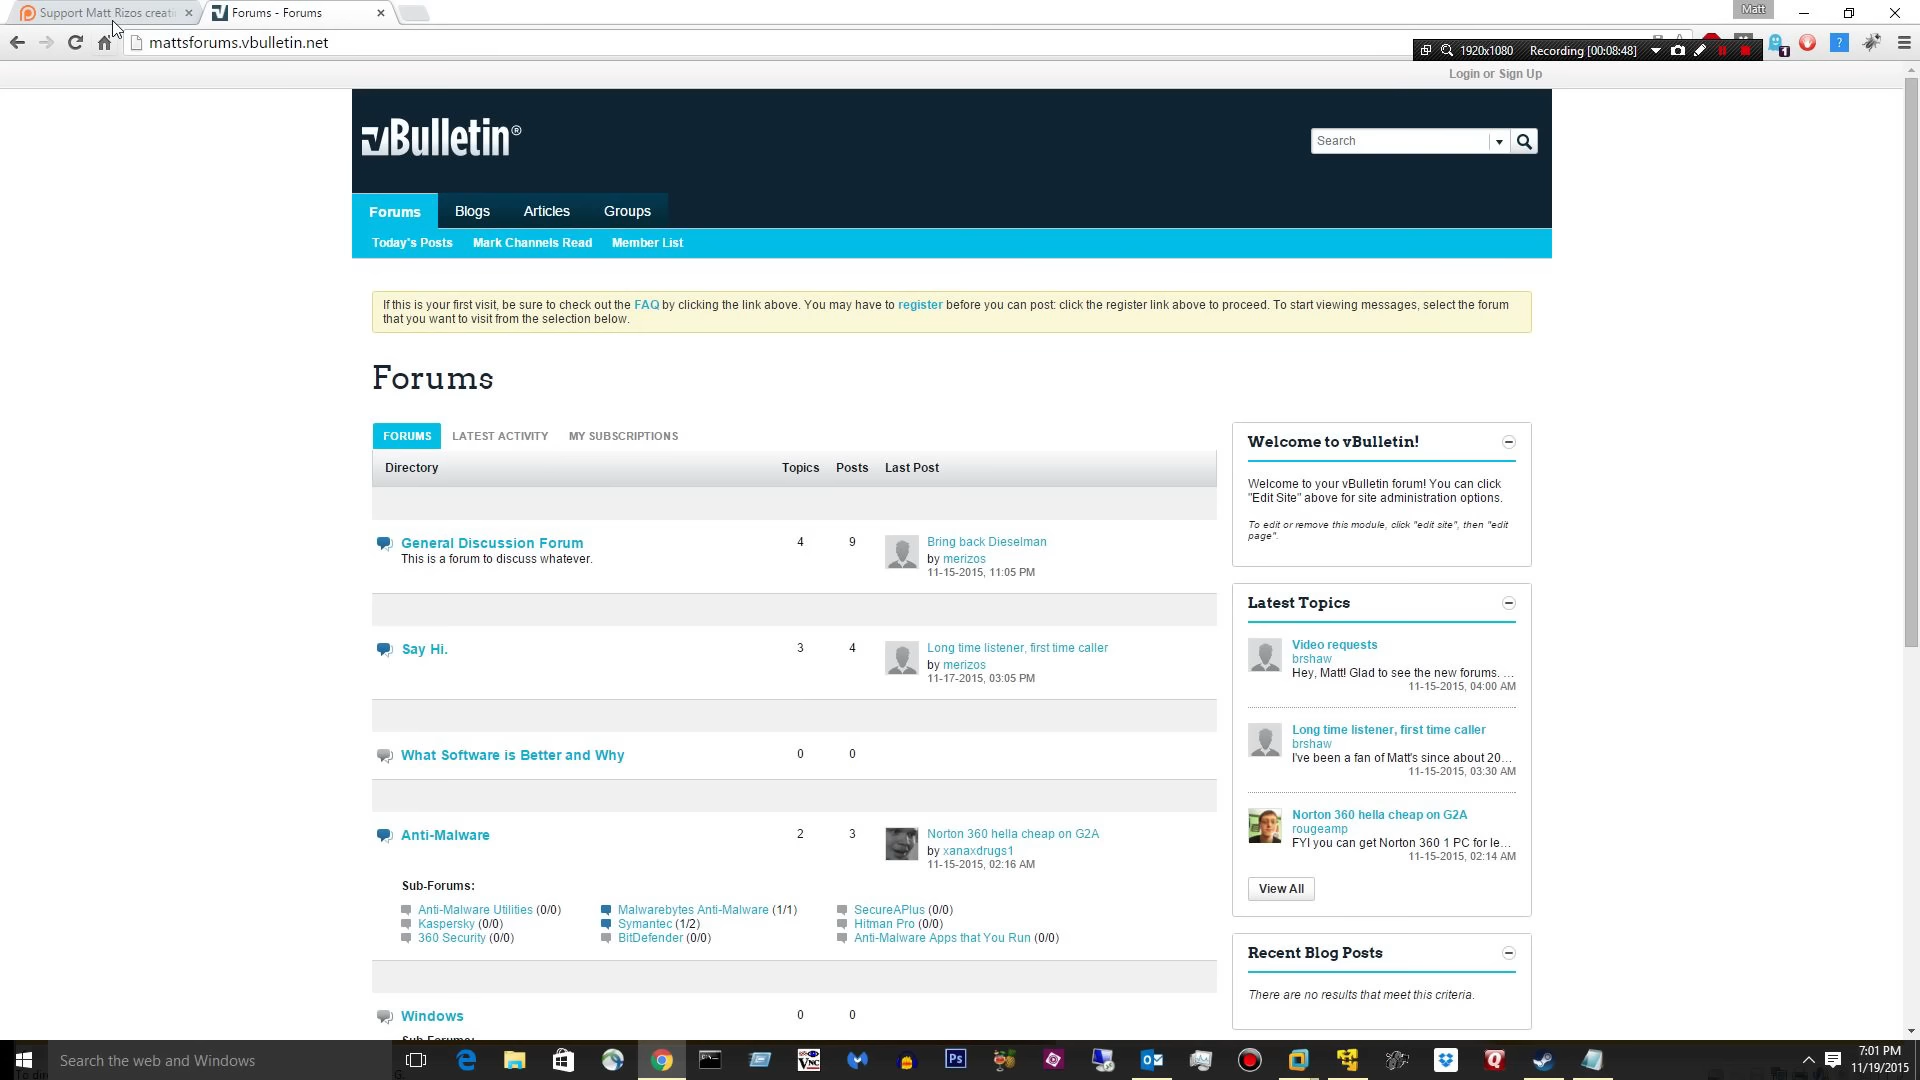 Support Matt Rizos creati
Forums - Forums
Matt
mattsforums.vbulletin.net
1920x1080 Recording [00:08:48]
1
Login or Sign Up
vBulletin®
Search
Forums Blogs Articles Groups
Today's Posts Mark Channels Read Member List
If this is your first visit, be sure to check out the FAQ by clicking the link above. You may have to register before you can post: click the register link above to proceed. To start viewing messages, select the forum
that you want to visit from the selection below.
Forums
FORUMS LATEST ACTIVITY MY SUBSCRIPTIONS
Directory Topics Posts Last Post
General Discussion Forum 4 9 Bring back Dieselman
This is a forum to discuss whatever.
by merizos
11-15-2015, 11:05 PM
Say Hi. 3 4 Long time listener, first time caller
by merizos
11-17-2015, 03:05 PM
What Software is Better and Why 0 0
Anti-Malware 2 3 Norton 360 hella cheap on G2A
by xanaxdrugs1
11-15-2015, 02:16 AM
Sub-Forums:
Anti-Malware Utilities (0/0) Malwarebytes Anti-Malware (1/1) SecureAPlus (0/0)
Kaspersky (0/0) Symantec (1/2) Hitman Pro (0/0)
360 Security (0/0) BitDefender (0/0) Anti-Malware Apps that You Run (0/0)
Windows 0 0
Welcome to vBulletin!
Welcome to your vBulletin forum! You can click
"Edit Site" above for site administration options.
To edit or remove this module, click "edit site", then "edit
page".
Latest Topics
Video requests
brshaw
Hey, Matt! Glad to see the new forums. ...
11-15-2015, 04:00 AM
Long time listener, first time caller
brshaw
I've been a fan of Matt's since about 20...
11-15-2015, 03:30 AM
Norton 360 hella cheap on G2A
rougeamp
FYI you can get Norton 360 1 PC for le...
11-15-2015, 02:14 AM
View All
Recent Blog Posts
There are no results that meet this criteria.
Search the web and Windows
Ps
7:01 PM
11/19/2015